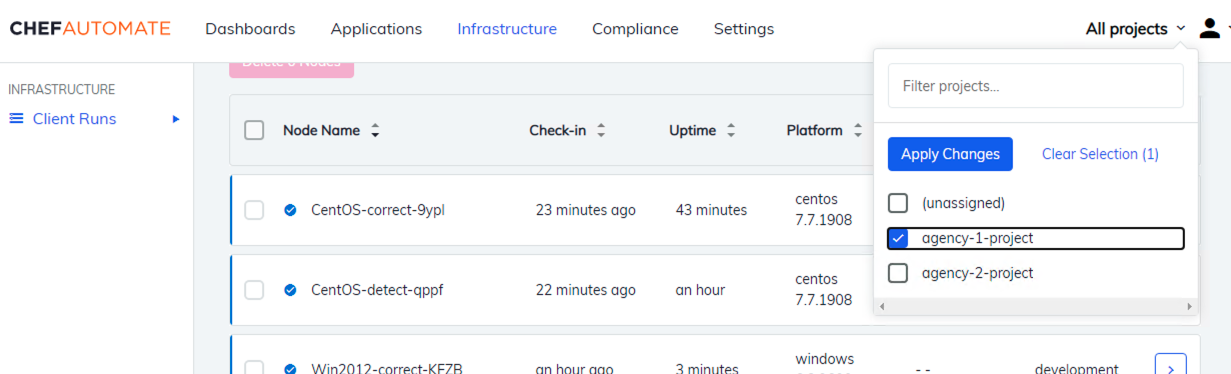 CHEFAUTOMATE Dashboards Applications Infrastructure Compliance Settings All projects
INFRASTRUCTURE
Client Runs
Delete 0 Nodes
Filter projects...
Apply Changes Clear Selection (1)
(unassigned)
agency-1-project
agency-2-project
Node Name Check-in Uptime Platform
CentOS-correct-9ypl 23 minutes ago 43 minutes centos
7.7.1908
CentOS-detect-qppf 22 minutes ago an hour centos
7.7.1908
Win2012-correct-KFZB an hour ago 3 minutes windows
-- development